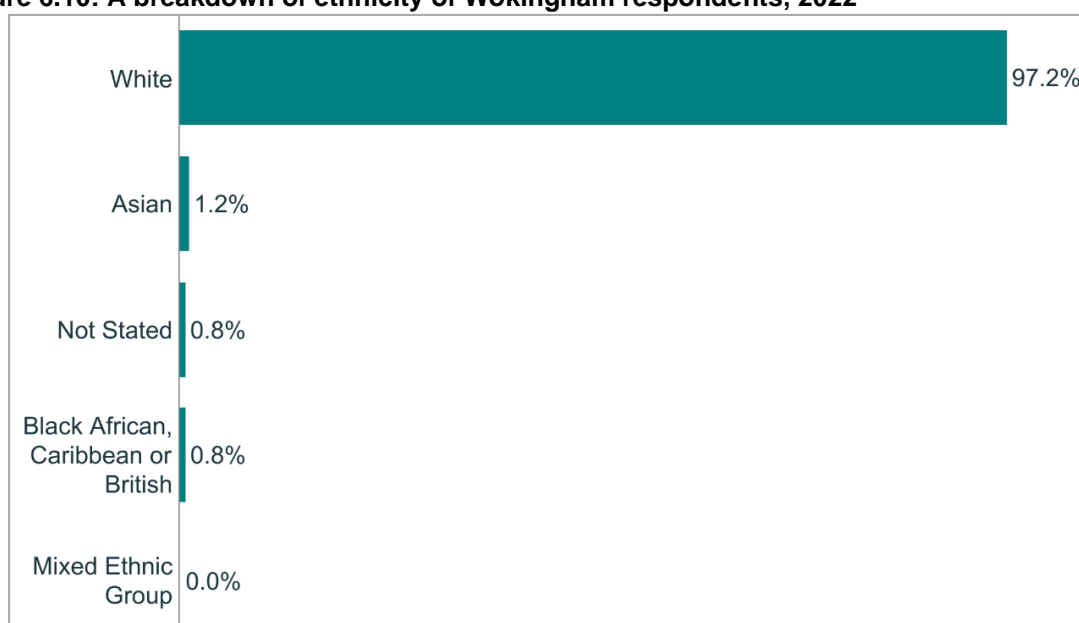 6.10: A breakdown of ethnicity of Wokingham respondents, 2022
White
97.2%
Asian
1.2%
Not Stated
0.8%
Black African,
Caribbean or
British
0.8%
Mixed Ethnic
Group
0.0%